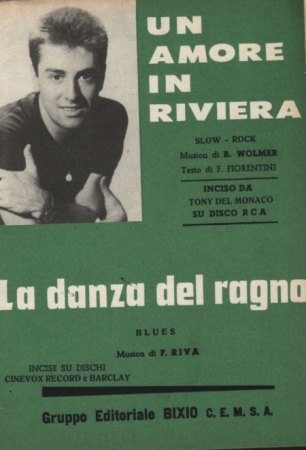 UN
AMORE
IN
RIVIERA
SLOW - ROCK
Musica di B. WOLMER
Testo di F. FIORENTINI
INCISO DA
TONY DEL MONACO
SU DISCO RCA
La danza del ragno
BLUES
Musica di F. RIVA
INCISE SU DISCHI
CINEVOX RECORD e BARCLAY
Gruppo Editoriale BIXIO C. E. M. S. A.